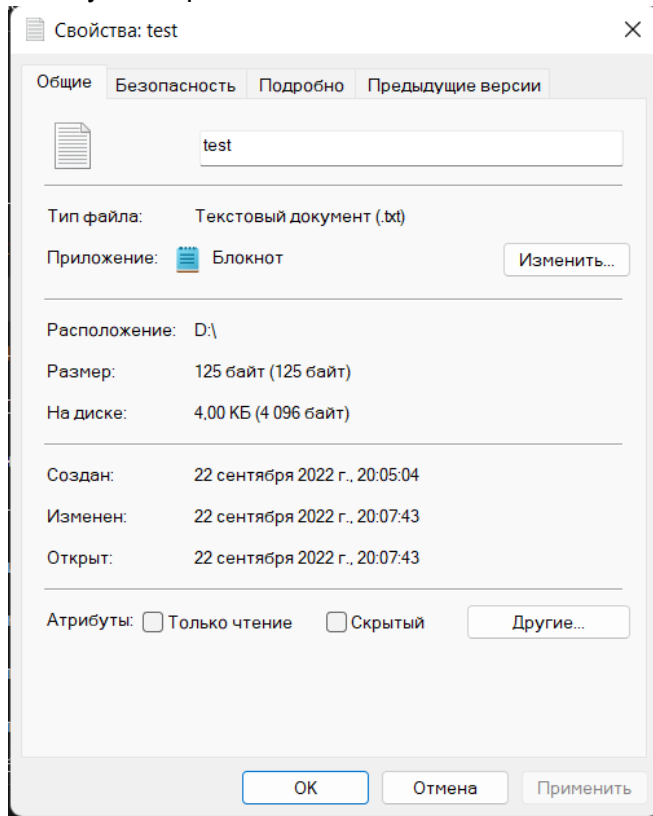 Свойства: test
Общие Безопасность Подробно Предыдущие версии
test
Тип файла: Текстовый документ (.txt)
Приложение: Блокнот Изменить...
Расположение: D:\
Размер: 125 байт (125 байт)
На диске: 4,00 КБ (4 096 байт)
Создан: 22 сентября 2022 г., 20:05:04
Изменен: 22 сентября 2022 г., 20:07:43
Открыт: 22 сентября 2022 г., 20:07:43
Атрибуты: Только чтение Скрытый Другие...
OK Отмена Применить